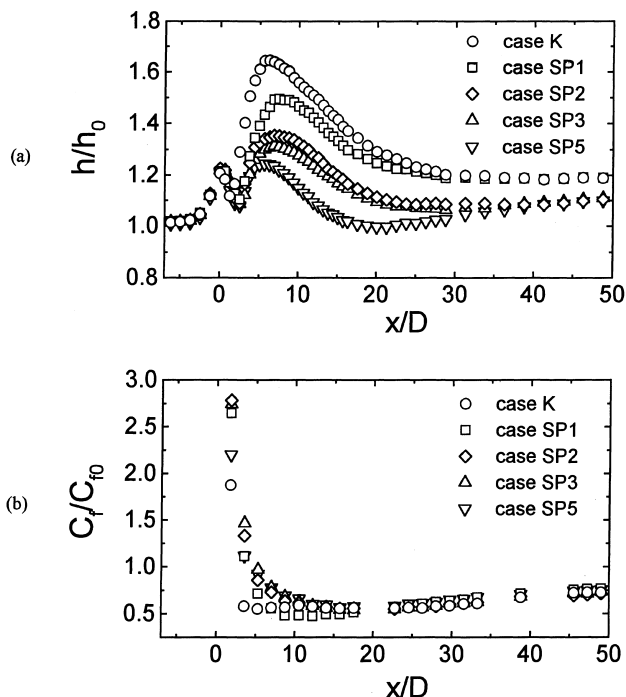 (a)
h/h0
1.8
1.6
1.4
1.2
1.0
0.8
case K
case SP1
case SP2
case SP3
case SP5
0 10 20 30 40 50
x/D
(b)
Cf/Cf0
3.0
2.5
2.0
1.5
1.0
0.5
case K
case SP1
case SP2
case SP3
case SP5
0 10 20 30 40 50
x/D